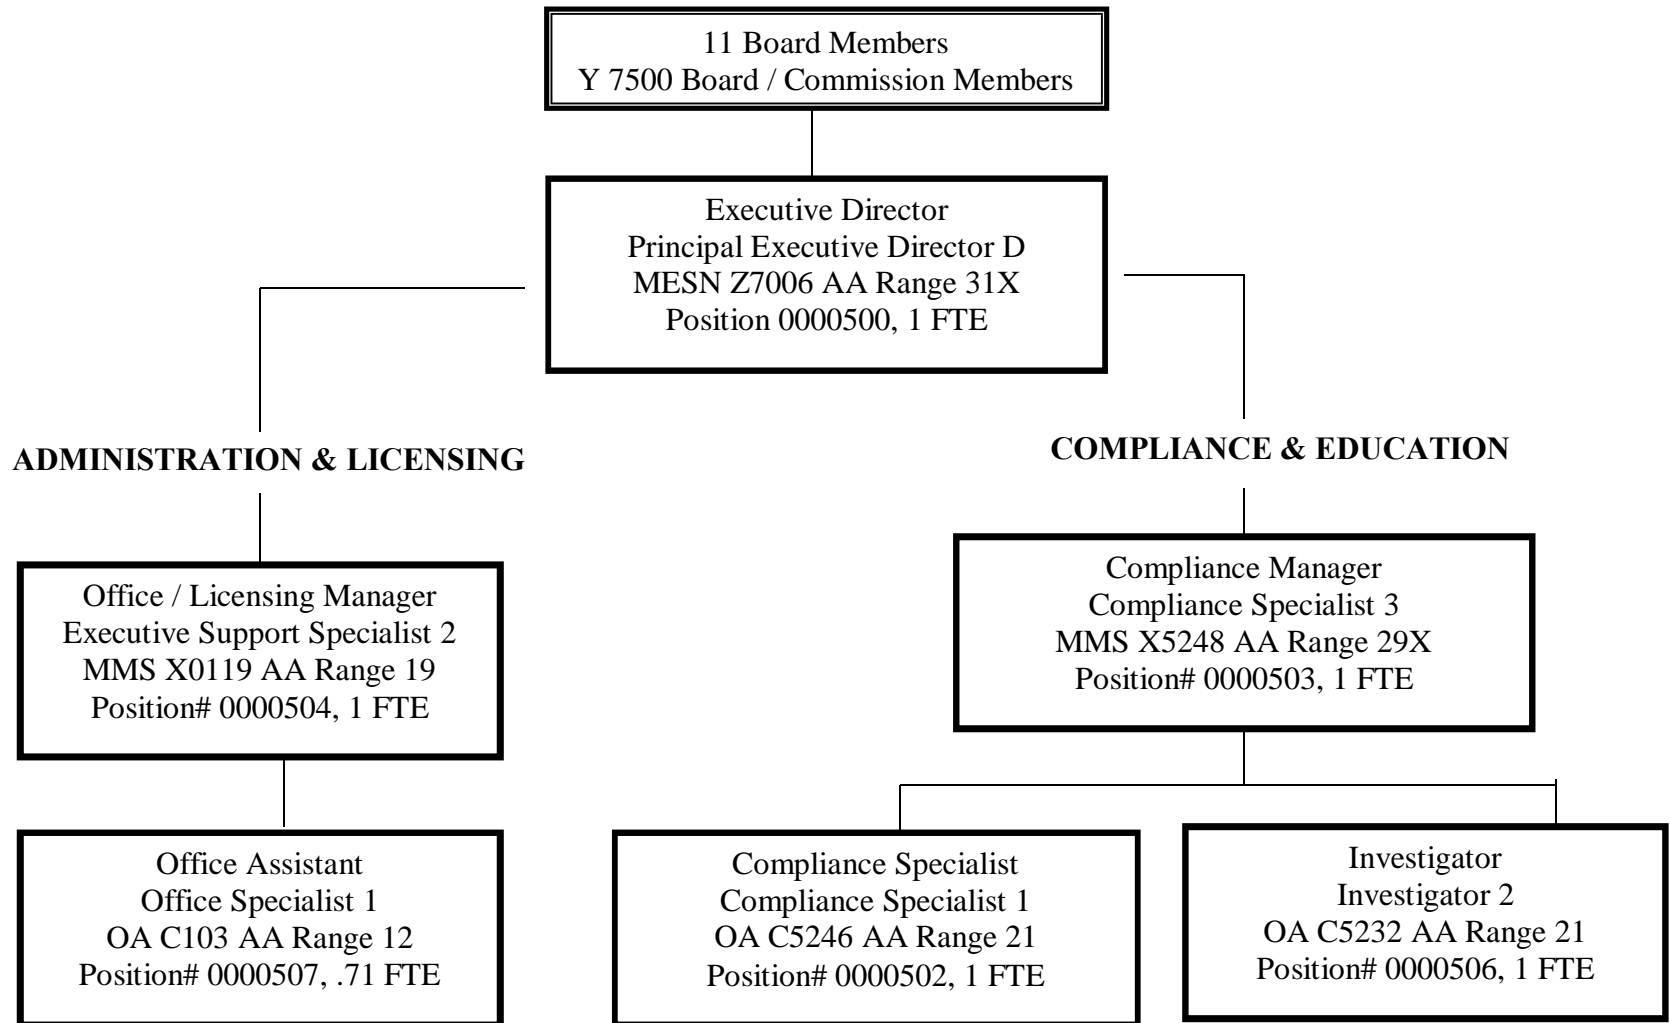 11 Board Members
Y 7500 Board / Commission Members
Executive Director
Principal Executive Director D
MESN Z7006 AA Range 31X
Position 0000500, 1 FTE
ADMINISTRATION & LICENSING
COMPLIANCE & EDUCATION
Office / Licensing Manager
Executive Support Specialist 2
MMS X0119 AA Range 19
Position# 0000504, 1 FTE
Compliance Manager
Compliance Specialist 3
MMS X5248 AA Range 29X
Position# 0000503, 1 FTE
Office Assistant
Office Specialist 1
OA C103 AA Range 12
Position# 0000507, .71 FTE
Compliance Specialist
Compliance Specialist 1
OA C5246 AA Range 21
Position# 0000502, 1 FTE
Investigator
Investigator 2
OA C5232 AA Range 21
Position# 0000506, 1 FTE